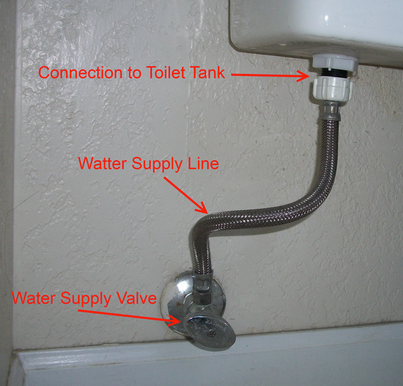 Connection to Toilet Tank
Watter Supply Line
Water Supply Valve